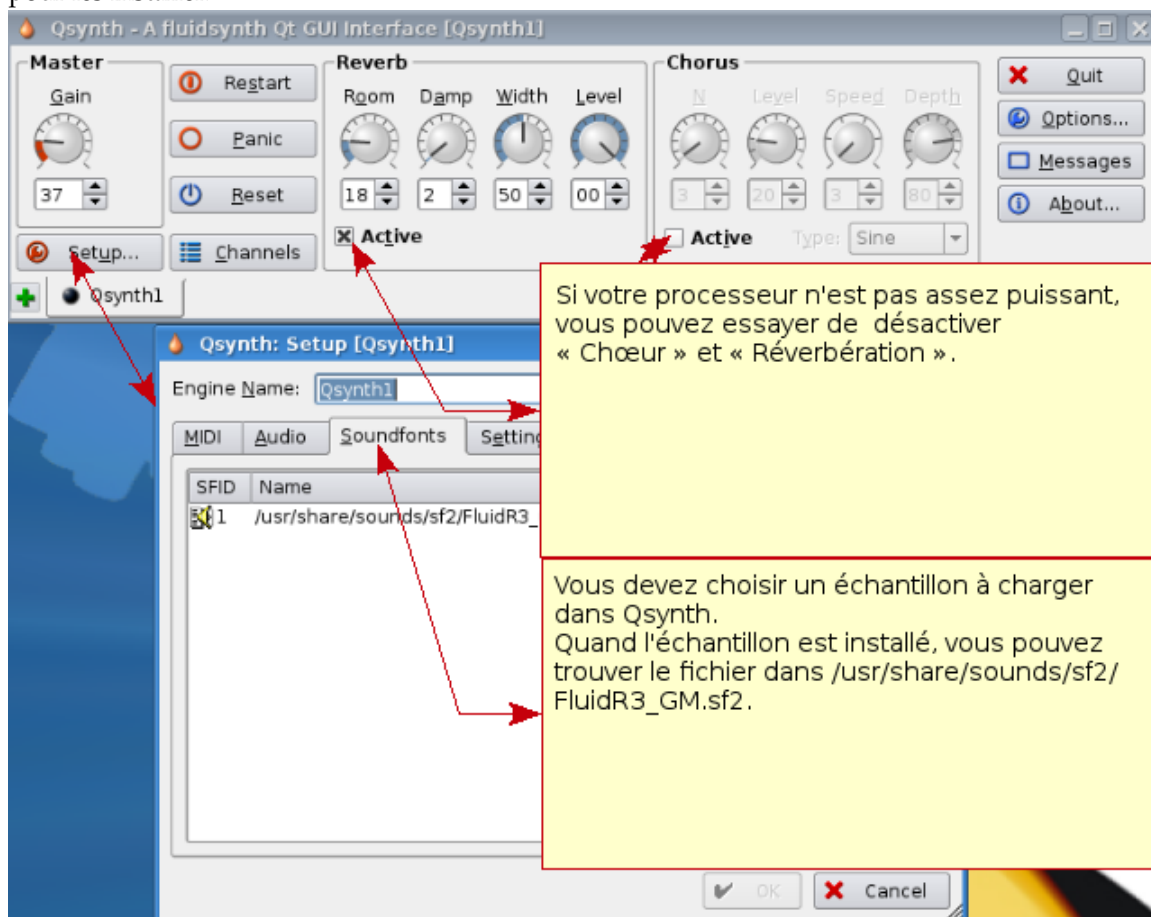 Qsynth - A fluidsynth Qt GUI Interface [Qsynth1]
Master
Gain
37
Setup...
Restart
Panic
Reset
Channels
Reverb
Room Damp Width Level
18 2 50 00
Active
Chorus
N Level Speed Depth
3 20 3 80
Active Type: Sine
Quit
Options...
Messages
About...
Qsynth1
Si votre processeur n'est pas assez puissant,
vous pouvez essayer de désactiver
« Chœur » et « Réverbération ».
Qsynth: Setup [Qsynth1]
Engine Name: Qsynth1
MIDI Audio Soundfonts
SFID Name
1 /usr/share/sounds/sf2/FluidR3_
Vous devez choisir un échantillon à charger
dans Qsynth.
Quand l'échantillon est installé, vous pouvez
trouver le fichier dans /usr/share/sounds/sf2/
FluidR3_GM.sf2.
OK Cancel